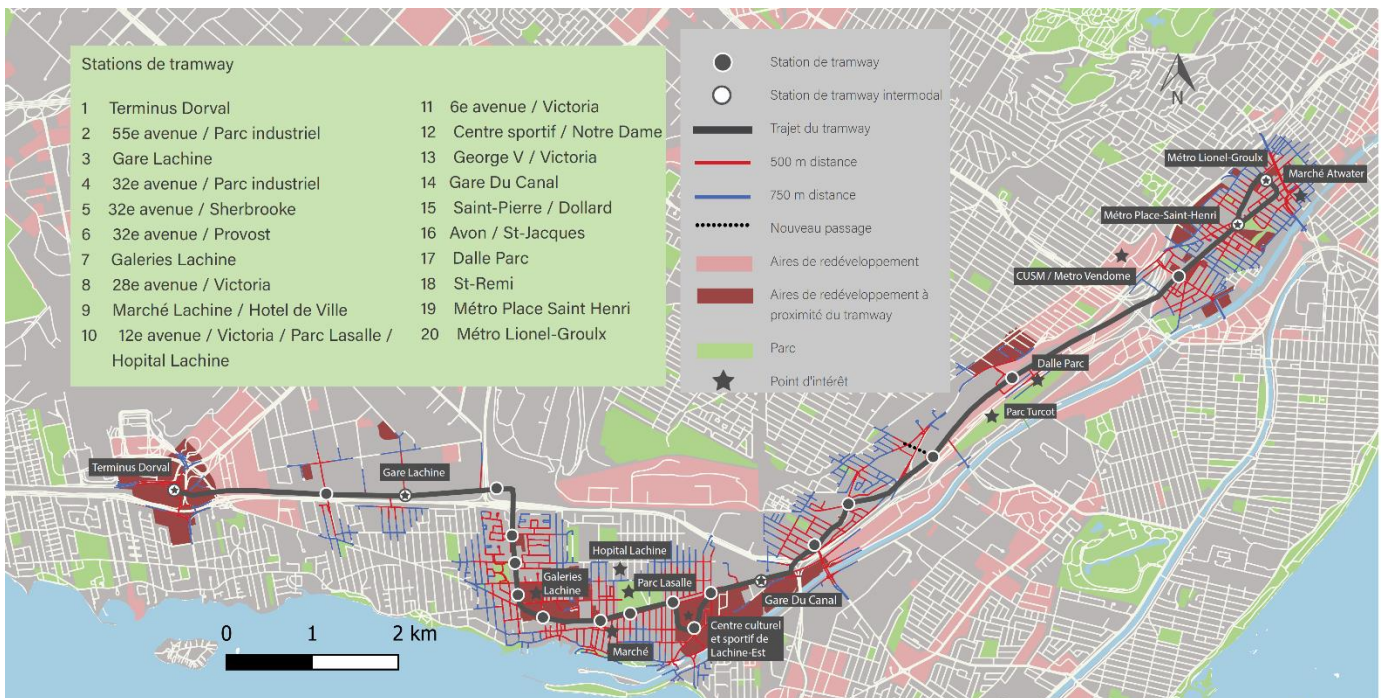 Stations de tramway
1 Terminus Dorval
2 55e avenue / Parc industriel
3 Gare Lachine
4 32e avenue / Parc industriel
5 32e avenue / Sherbrooke
6 32e avenue / Provost
7 Galeries Lachine
8 28e avenue / Victoria
9 Marché Lachine / Hotel de Ville
10 12e avenue / Victoria / Parc Lasalle /
Hopital Lachine
11 6e avenue / Victoria
12 Centre sportif / Notre Dame
13 George V / Victoria
14 Gare Du Canal
15 Saint-Pierre / Dollard
16 Avon / St-Jacques
17 Dalle Parc
18 St-Remi
19 Métro Place Saint Henri
20 Métro Lionel-Groulx
Station de tramway
Station de tramway intermodal
Trajet du tramway
500 m distance
750 m distance
Nouveau passage
Aires de redéveloppement
Aires de redéveloppement à
proximité du tramway
Parc
Point d'intérêt
N
Métro Lionel-Groulx
Marché Atwater
Métro Place-Saint-Henri
CUSM / Metro Vendome
Dalle Parc
Parc Turcot
Terminus Dorval
Gare Lachine
Hopital Lachine
Galeries
Lachine
Parc Lasalle
Gare Du Canal
Marché
Centre culturel
et sportif de
Lachine-Est
0 1 2 km